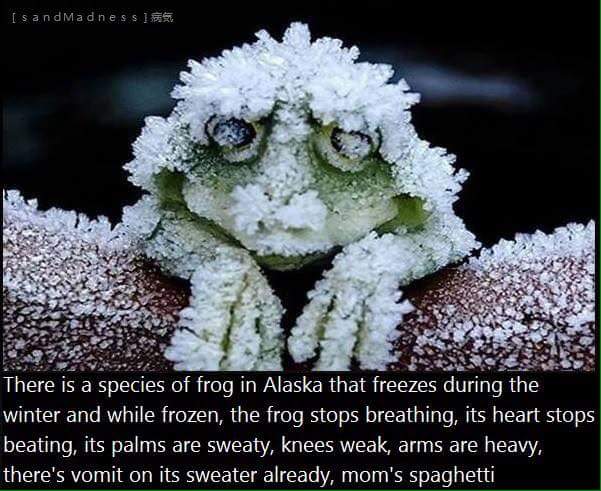 [sandMadness]病気
There is a species of frog in Alaska that freezes during the
winter and while frozen, the frog stops breathing, its heart stops
beating, its palms are sweaty, knees weak, arms are heavy,
there's vomit on its sweater already, mom's spaghetti